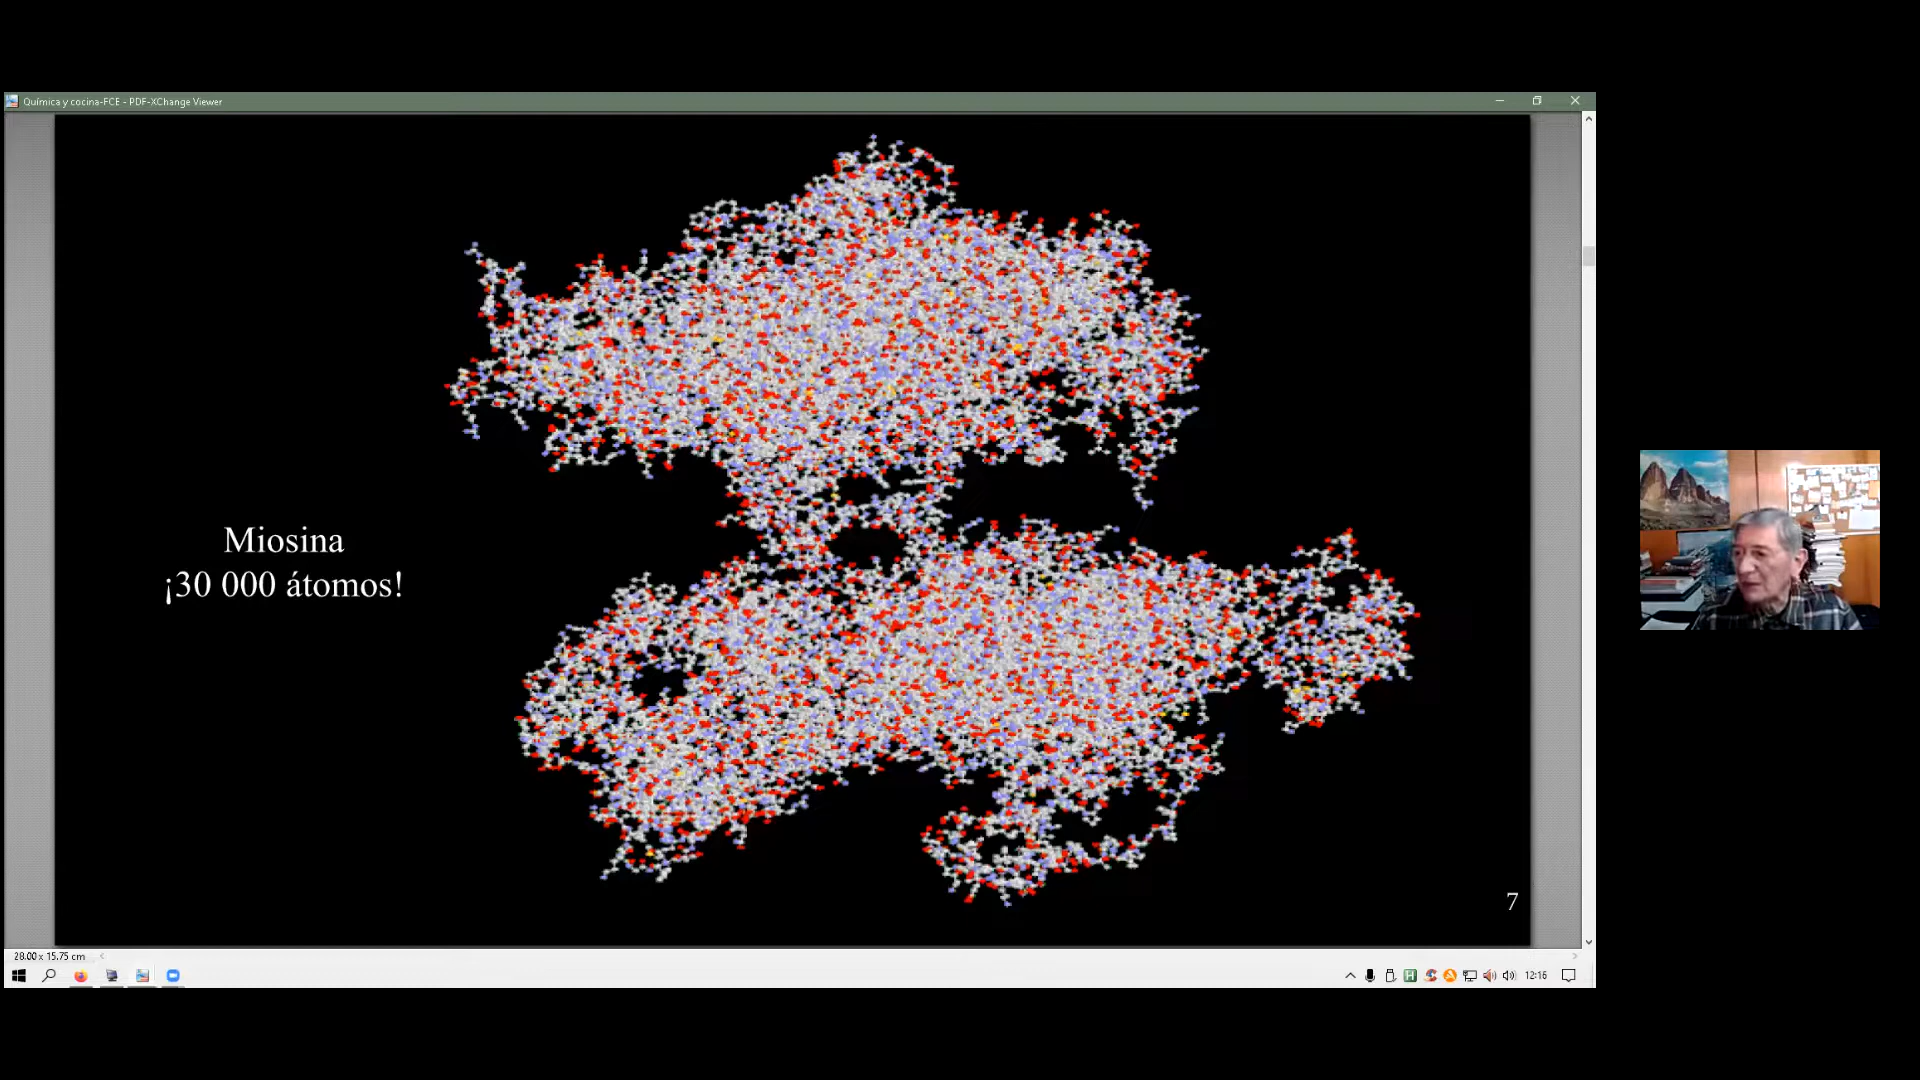 Química y cocina-FCE - PDF-XChange Viewer
Miosina
¡30 000 átomos!
7
28.00 x 15.75 cm
12:16